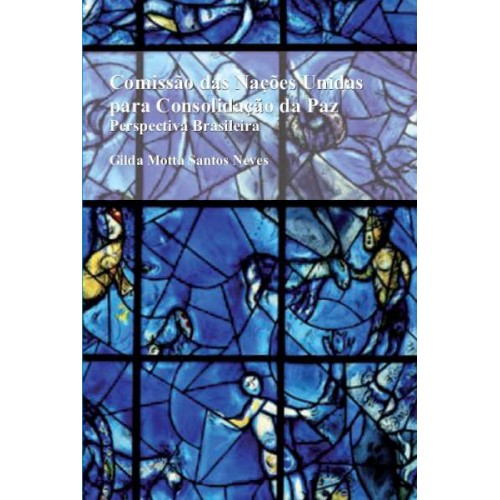 Comissão das Nações Unidas
para Consolidação da Paz
Perspectiva Brasileira
Gilda Motta Santos Neves